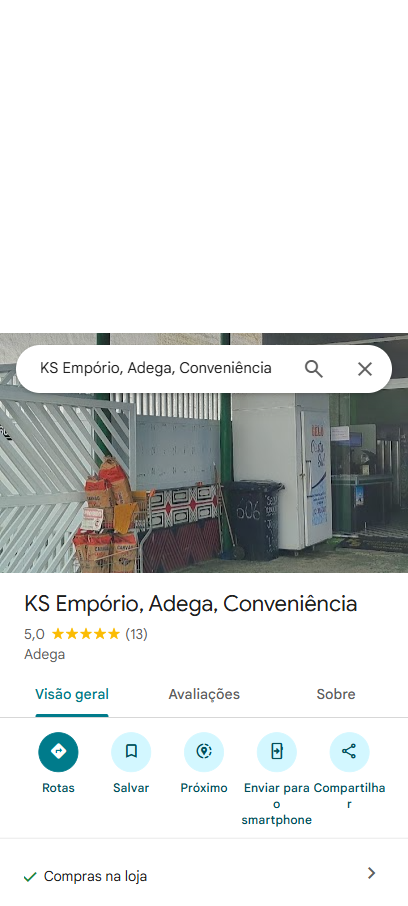 KS Empório, Adega, Conveniência
GELO
KS Empório, Adega, Conveniência
5,0 (13)
Adega
Visão geral Avaliações Sobre
Rotas Salvar Próximo Enviar para o smartphone Compartilhar
Compras na loja